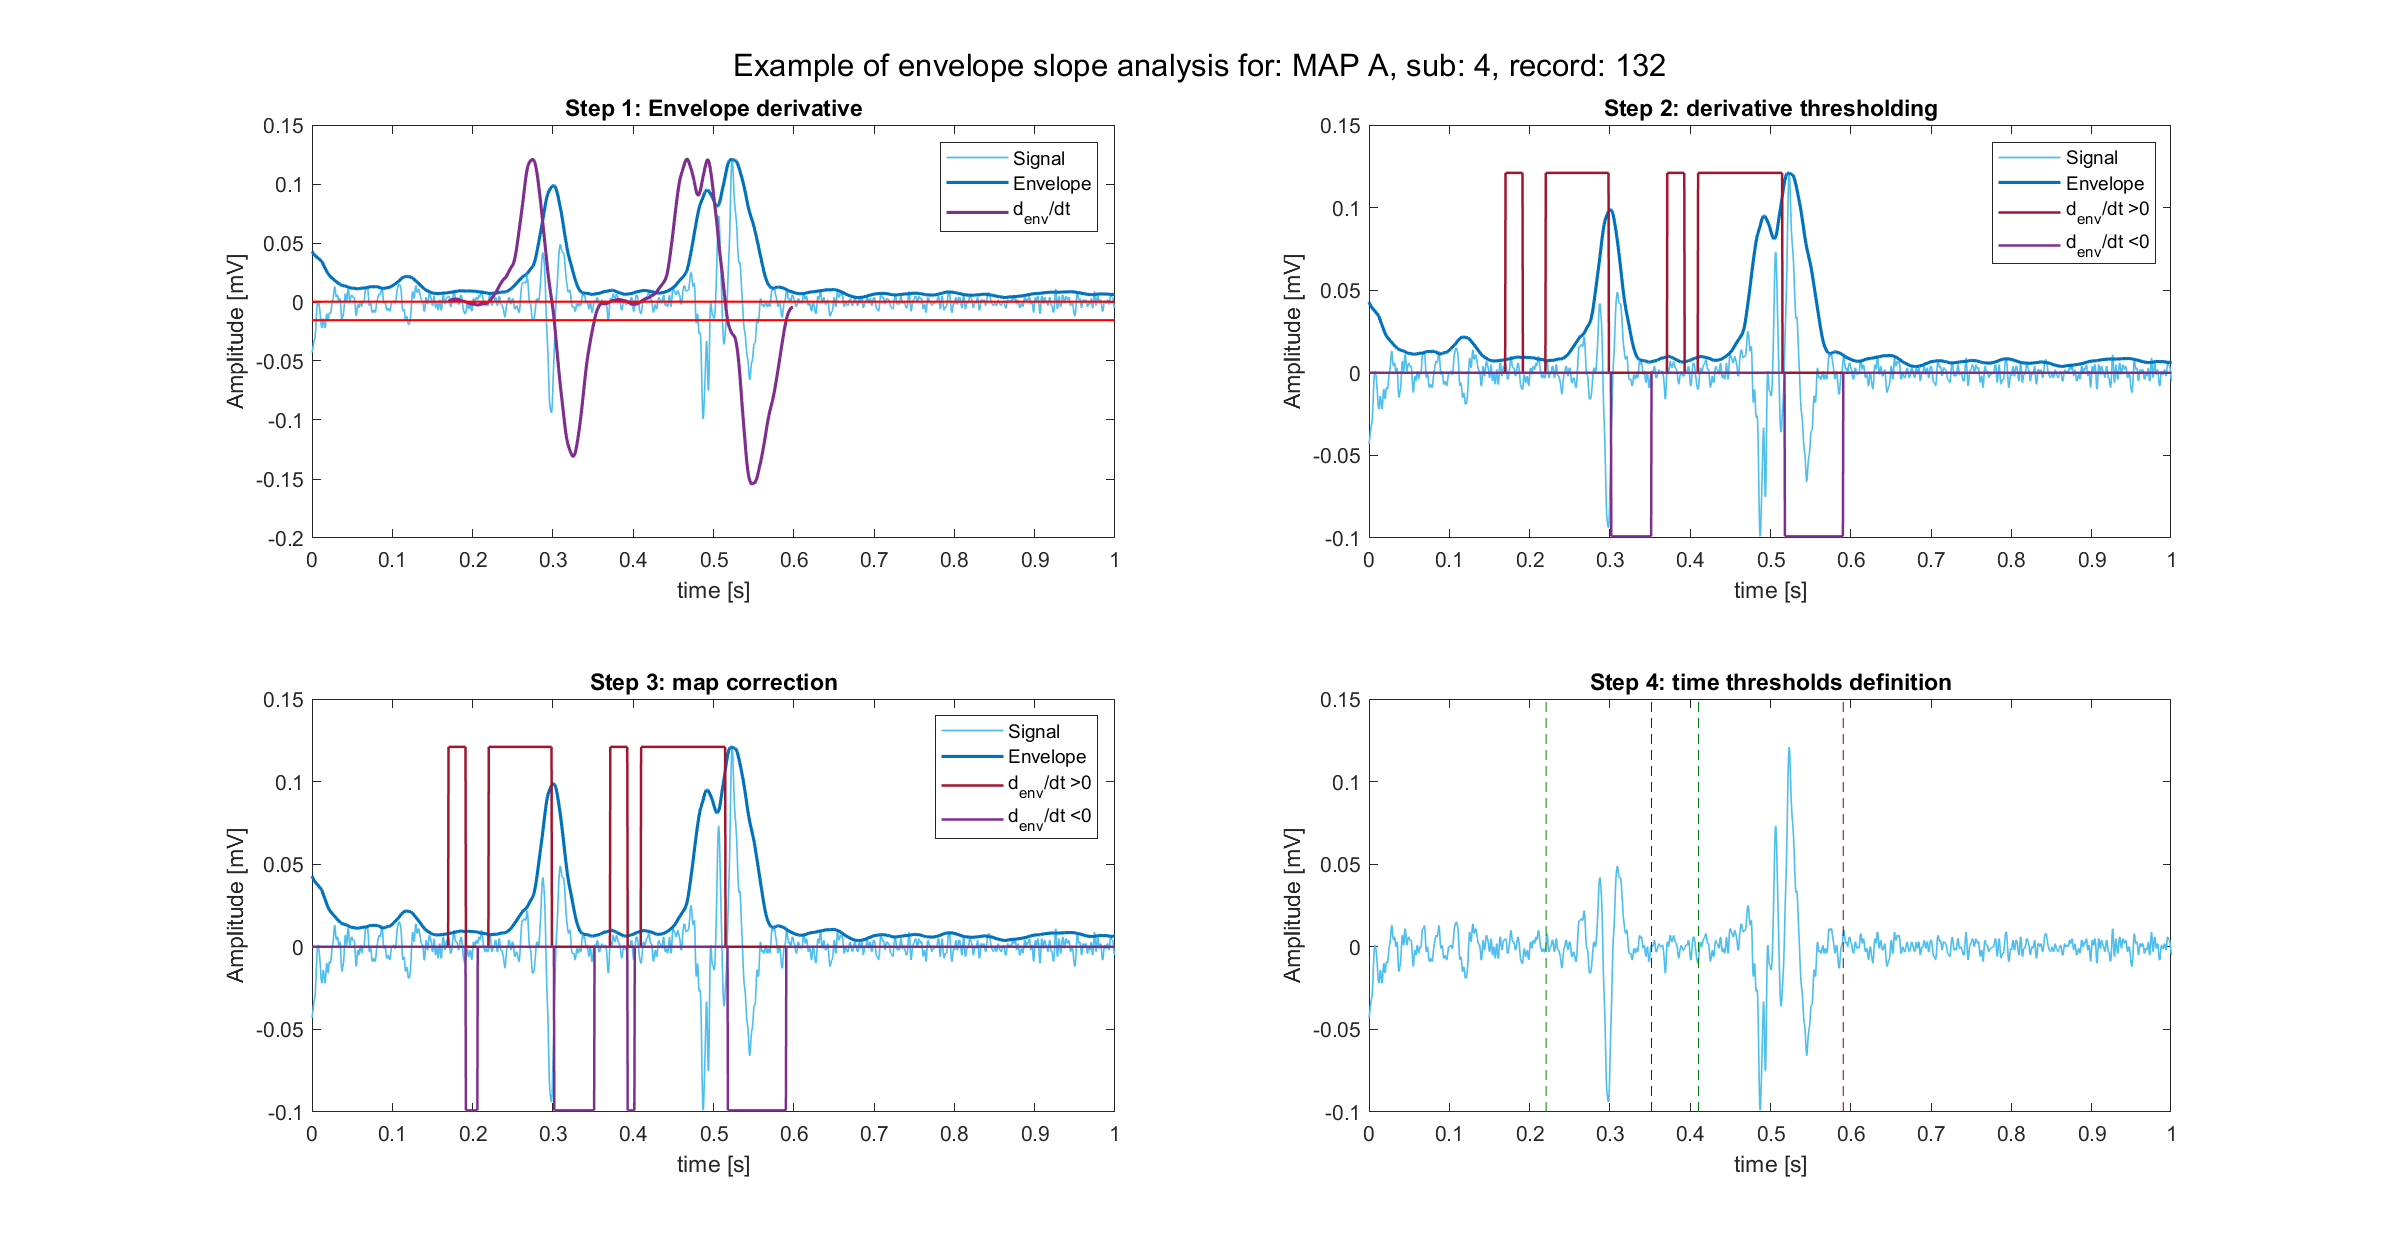 Example of envelope slope analysis for: MAP A, sub: 4, record: 132
Step 1: Envelope derivative
0.15
0.1
0.05
0
-0.05
-0.1
-0.15
-0.2
Amplitude [mV]
0 0.1 0.2 0.3 0.4 0.5 0.6 0.7 0.8 0.9 1
time [s]
Signal
Envelope
d_env/dt
Step 2: derivative thresholding
0.15
0.1
0.05
0
-0.05
-0.1
Amplitude [mV]
0 0.1 0.2 0.3 0.4 0.5 0.6 0.7 0.8 0.9 1
time [s]
Signal
Envelope
d_env/dt >0
d_env/dt <0
Step 3: map correction
0.15
0.1
0.05
0
-0.05
-0.1
Amplitude [mV]
0 0.1 0.2 0.3 0.4 0.5 0.6 0.7 0.8 0.9 1
time [s]
Signal
Envelope
d_env/dt >0
d_env/dt <0
Step 4: time thresholds definition
0.15
0.1
0.05
0
-0.05
-0.1
Amplitude [mV]
0 0.1 0.2 0.3 0.4 0.5 0.6 0.7 0.8 0.9 1
time [s]